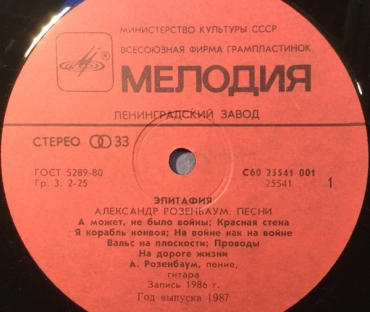 МИНИСТЕРСТВО КУЛЬТУРЫ СССР
ВСЕСОЮЗНАЯ ФИРМА ГРАМПЛАСТИНОК
МЕЛОДИЯ
ЛЕНИНГРАДСКИЙ ЗАВОД
СТЕРЕО 33
ГОСТ 5289-80
Гр. 3. 2-25
С60 25541 001
25541
1
ЭПИТАФИЯ
АЛЕКСАНДР РОЗЕНБАУМ. ПЕСНИ
А может, не было войны; Красная стена
Я корабль конвоя; На войне как на войне
Вальс на плоскости; Проводы
На дороге жизни
А. Розенбаум, пение,
гитара
Запись 1986 г.
Год выпуска 1987